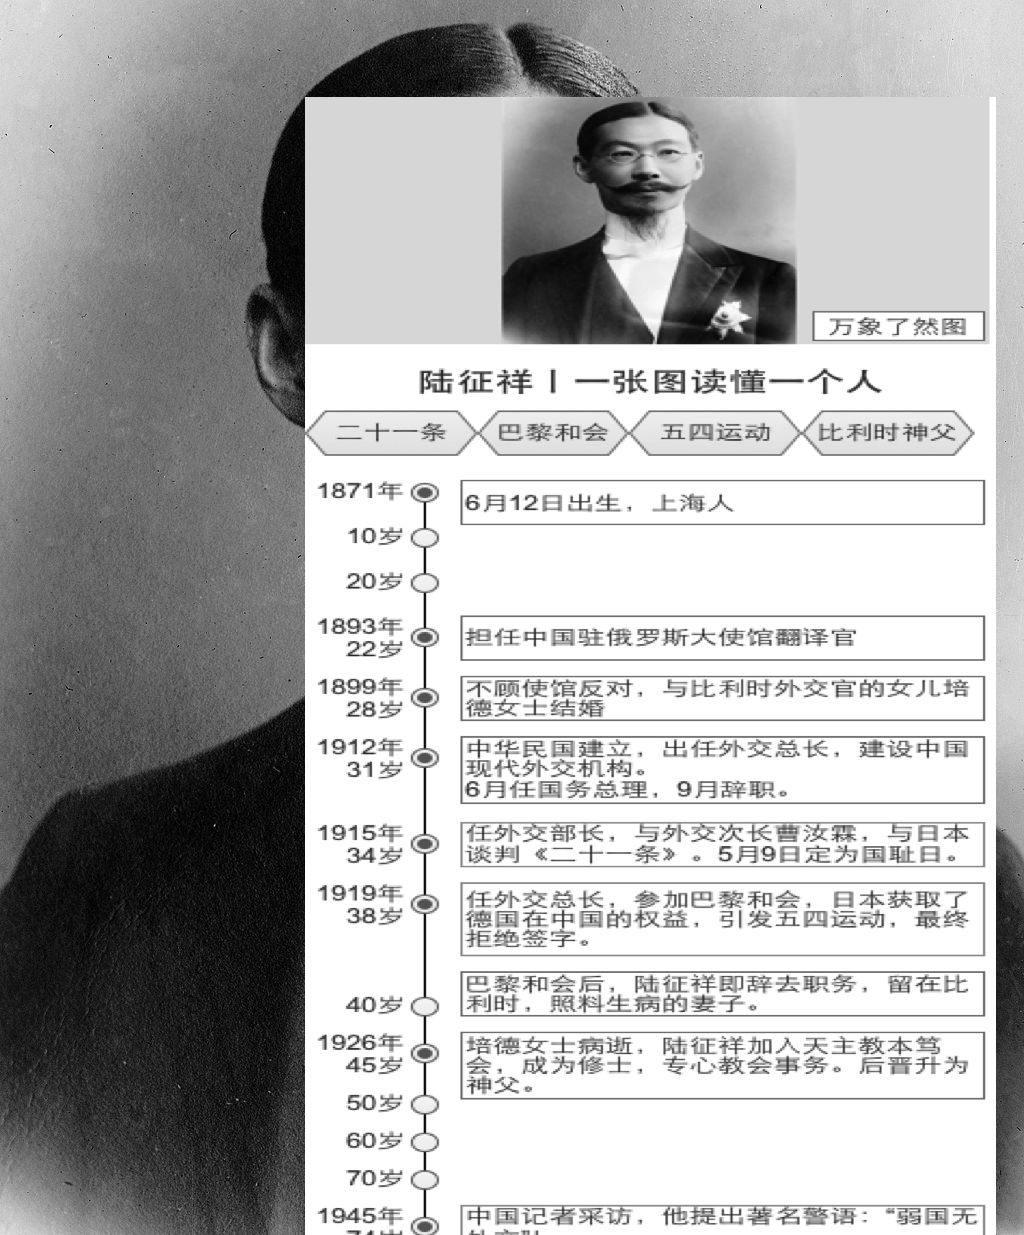 万象了然图
陆征祥丨一张图读懂一个人
二十一条 巴黎和会 五四运动 比利时神父
1871年
6月12日出生，上海人
10岁
20岁
1893年
22岁
担任中国驻俄罗斯大使馆翻译官
1899年
28岁
不顾使馆反对，与比利时外交官的女儿培
德女士结婚
1912年
31岁
中华民国建立，出任外交总长，建设中国
现代外交机构。
6月任国务总理，9月辞职。
1915年
34岁
任外交部长，与外交次长曹汝霖，与日本
谈判《二十一条》。5月9日定为国耻日。
1919年
38岁
任外交总长，参加巴黎和会，日本获取了
德国在中国的权益，引发五四运动，最终
拒绝签字。
巴黎和会后，陆征祥即辞去职务，留在比
利时，照料生病的妻子。
40岁
1926年
45岁
培德女士病逝，陆征祥加入天主教本笃
会，成为修士，专心教会事务。后晋升为
神父。
50岁
60岁
70岁
1945年
中国记者采访，他提出著名警语：“弱国无